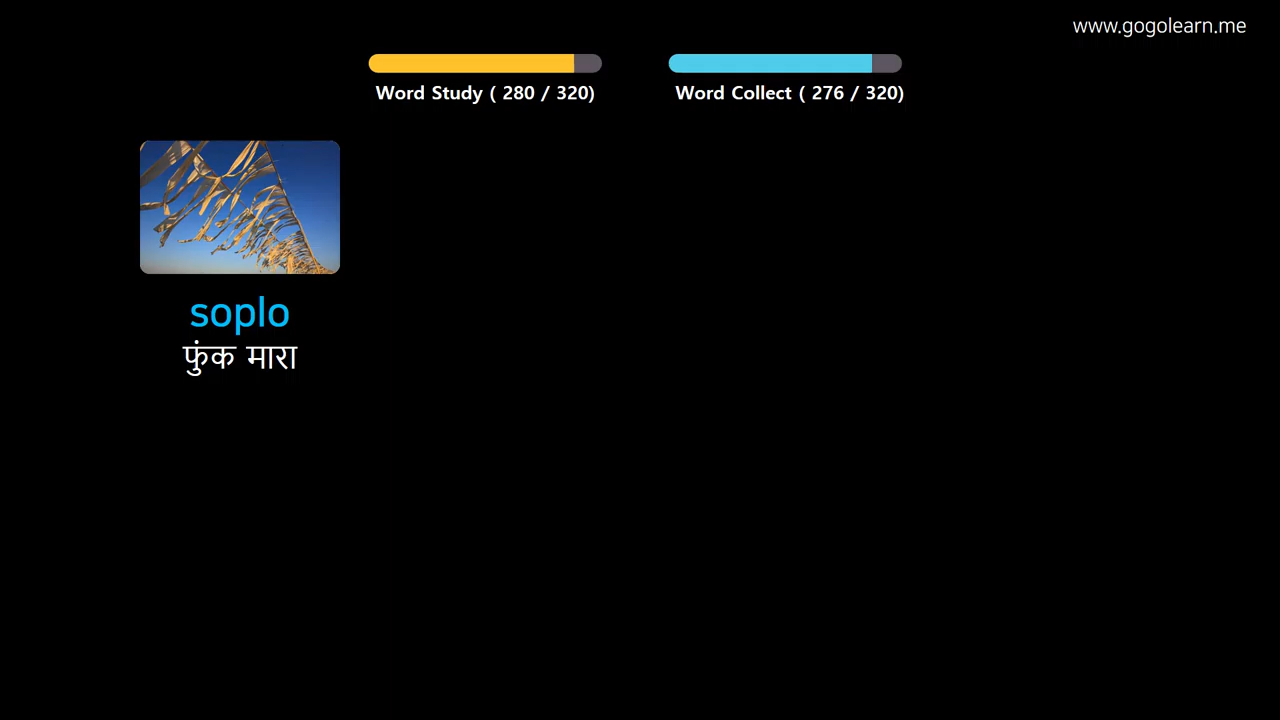 www.gogolearn.me
Word Study ( 280 / 320)
Word Collect ( 276 / 320)
soplo
फुंक मारा